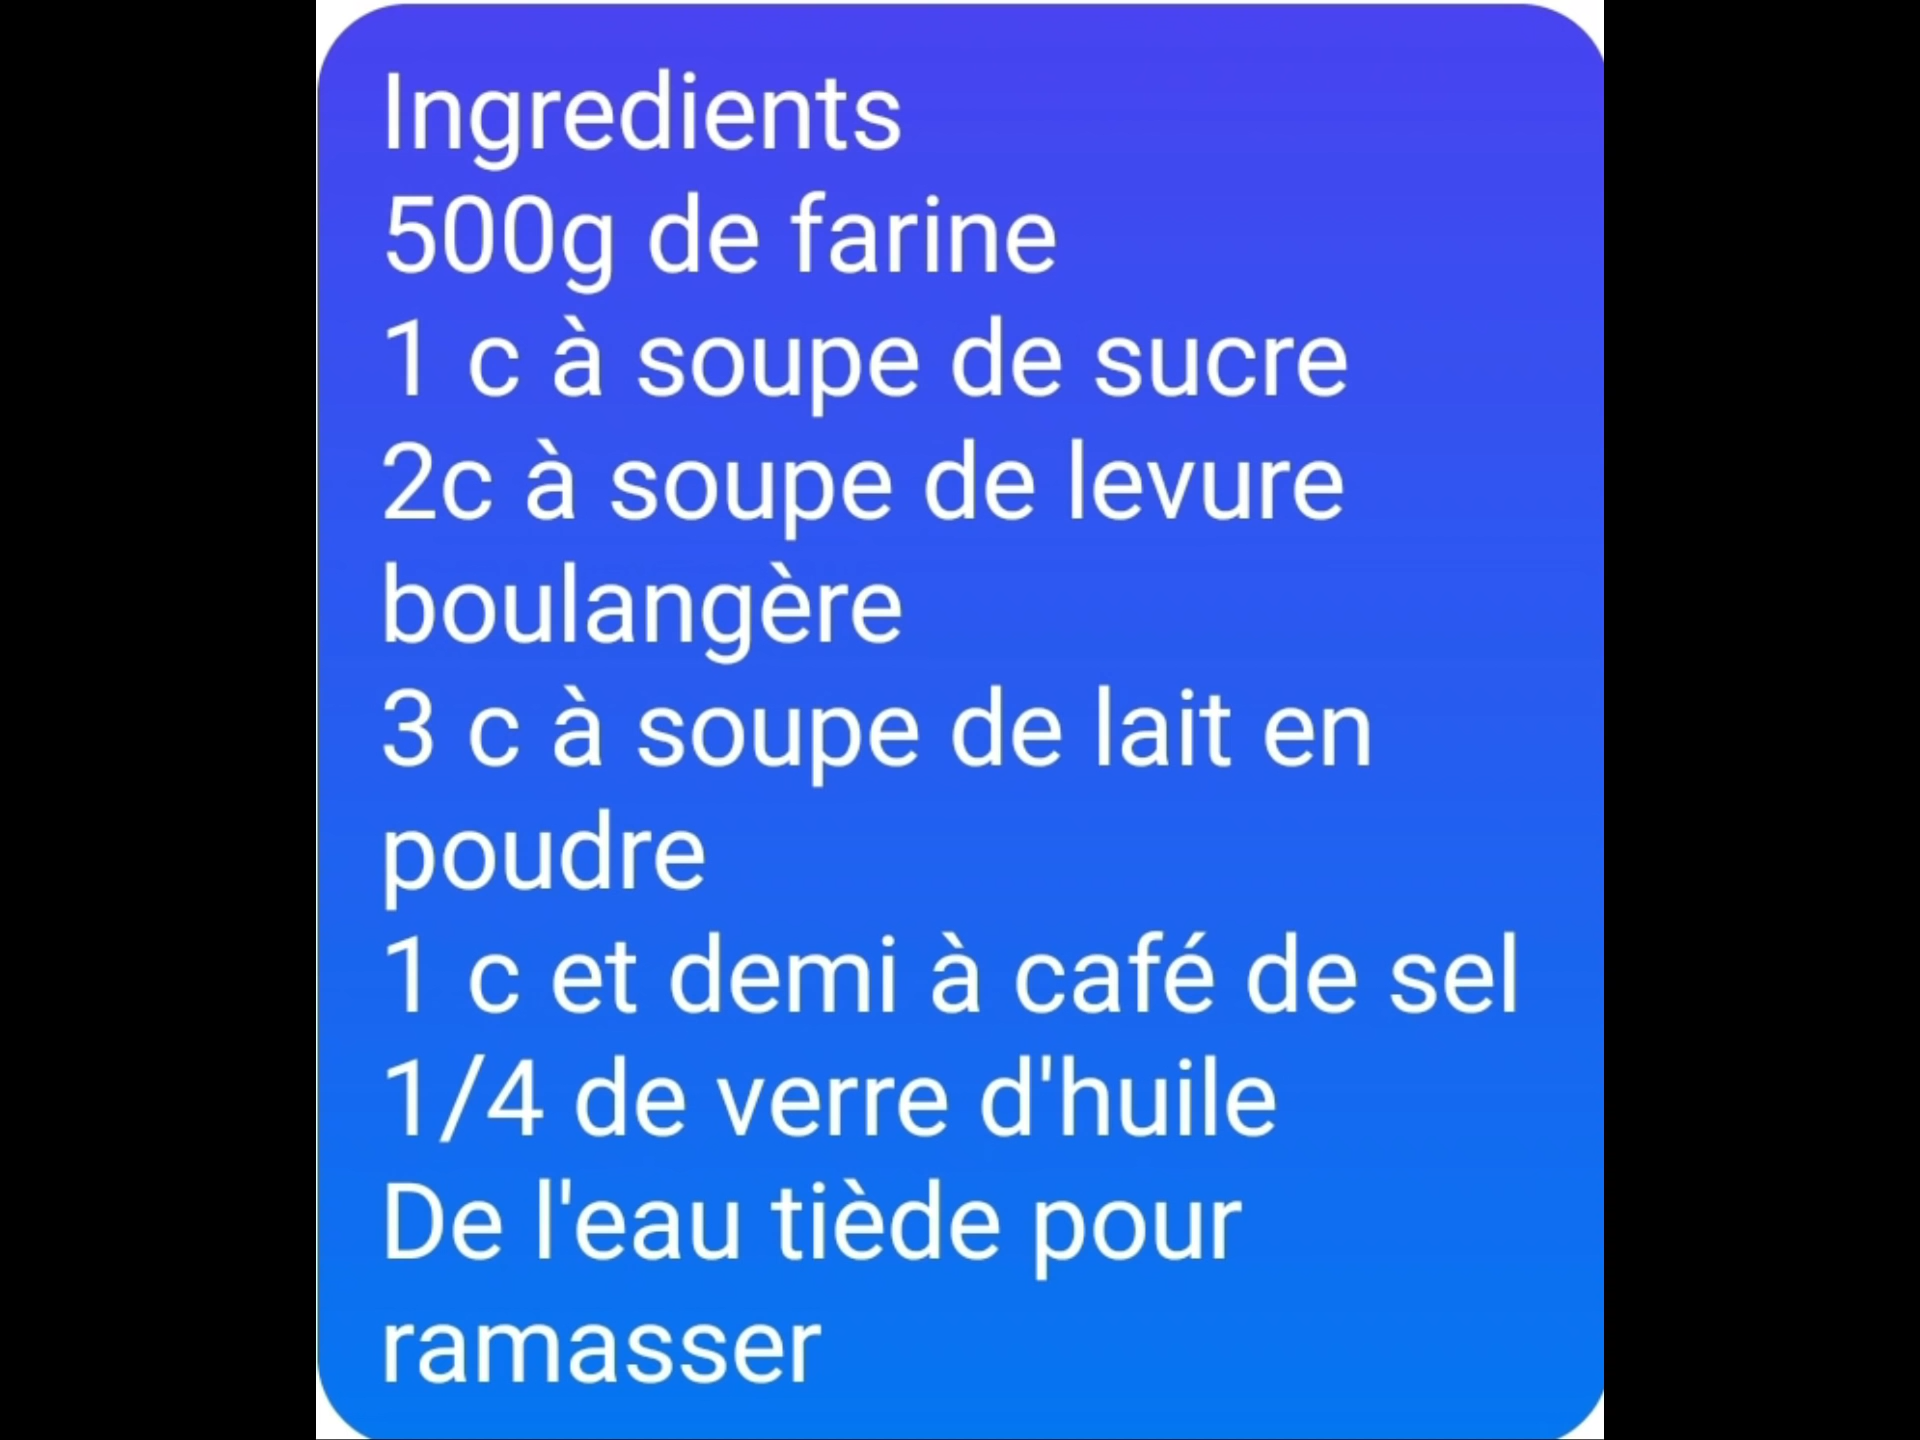 Ingredients
500g de farine
1 c à soupe de sucre
2c à soupe de levure
boulangère
3 c à soupe de lait en
poudre
1 c et demi à café de sel
1/4 de verre d'huile
De l'eau tiède pour
ramasser